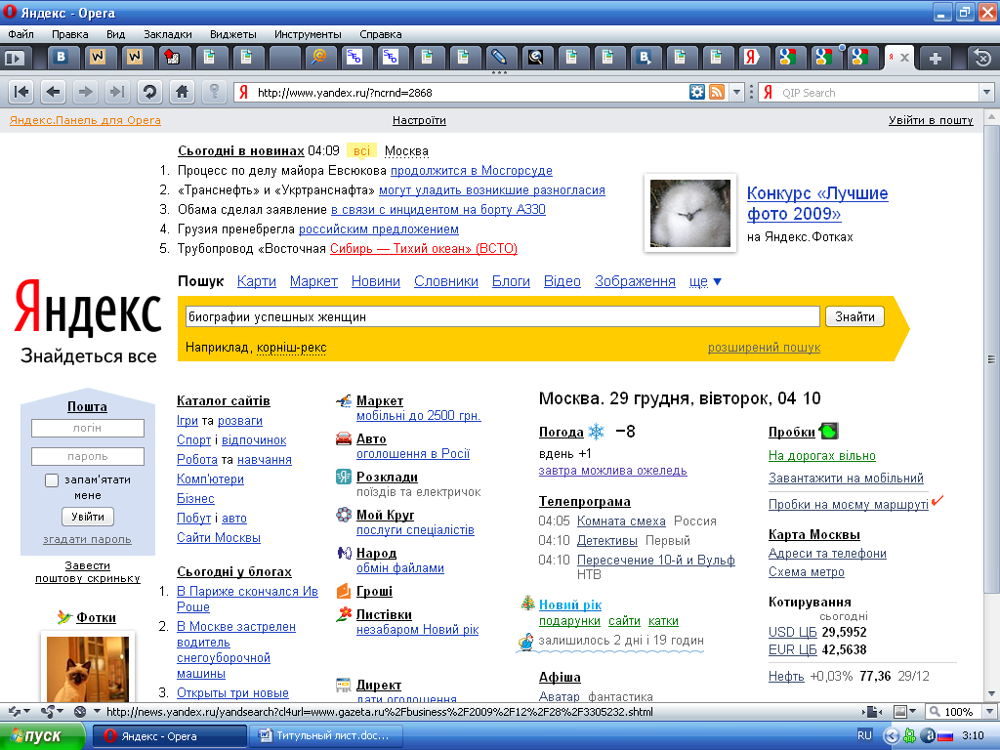 Яндекс - Opera
Файл Правка Вид Закладки Виджеты Инструменты Справка
http://www.yandex.ru/?ncrnd=2868
QIP Search
Яндекс.Панель для Opera
Настроїти
Увійти в пошту
Сьогодні в новинах 04:09 всі Москва
1. Процесс по делу майора Евсюкова продолжится в Мосгорсуде
2. «Транснефть» и «Укртранснафта» могут уладить возникшие разногласия
3. Обама сделал заявление в связи с инцидентом на борту А330
4. Грузия пренебрегла российским предложением
5. Трубопровод «Восточная Сибирь — Тихий океан» (ВСТО)
Конкурс «Лучшие
фото 2009»
на Яндекс.Фотках
Яндекс
Знайдеться все
Пошук Карти Маркет Новини Словники Блоги Відео Зображення ще ▼
биографии успешных женщин
Знайти
Наприклад, корніш-рекс
розширений пошук
Пошта
логін
пароль
запам'ятати
мене
Увійти
згадати пароль
Завести
поштову скриньку
Фотки
Каталог сайтів
Ігри та розваги
Спорт і відпочинок
Робота та навчання
Комп'ютери
Бізнес
Побут і авто
Сайти Москвы
Сьогодні у блогах
1. В Париже скончался Ив
Роше
2. В Москве застрелен
водитель
снегоуборочной
машины
3. Открыты три новые
Маркет
мобільні до 2500 грн.
Авто
оголошення в Росії
Розклади
поїздів та електричок
Мой Круг
послуги спеціалістів
Народ
обмін файлами
Гроші
Листівки
незабаром Новий рік
Директ
дати оголошення
Москва. 29 грудня, вівторок, 04 10
Погода −8
вдень +1
завтра можлива ожеледь
Телепрограма
04:05 Комната смеха Россия
04:10 Детективы Первый
04:10 Пересечение 10-й и Вульф
НТВ
Новий рік
подарунки сайти катки
залишилось 2 дні і 19 годин
Афіша
Аватар фантастика
Пробки
На дорогах вільно
Завантажити на мобільний
Пробки на моєму маршруті
Карта Москвы
Адреси та телефони
Схема метро
Котирування
сьогодні
USD ЦБ 29,5952
EUR ЦБ 42,5638
Нефть +0,03% 77,36 29/12
http://news.yandex.ru/yandsearch?cl4url=www.gazeta.ru%2Fbusiness%2F2009%2F12%2F28%2F3305232.shtml
100%
пуск
Яндекс - Opera
Титульный лист.doc...
RU
3:10